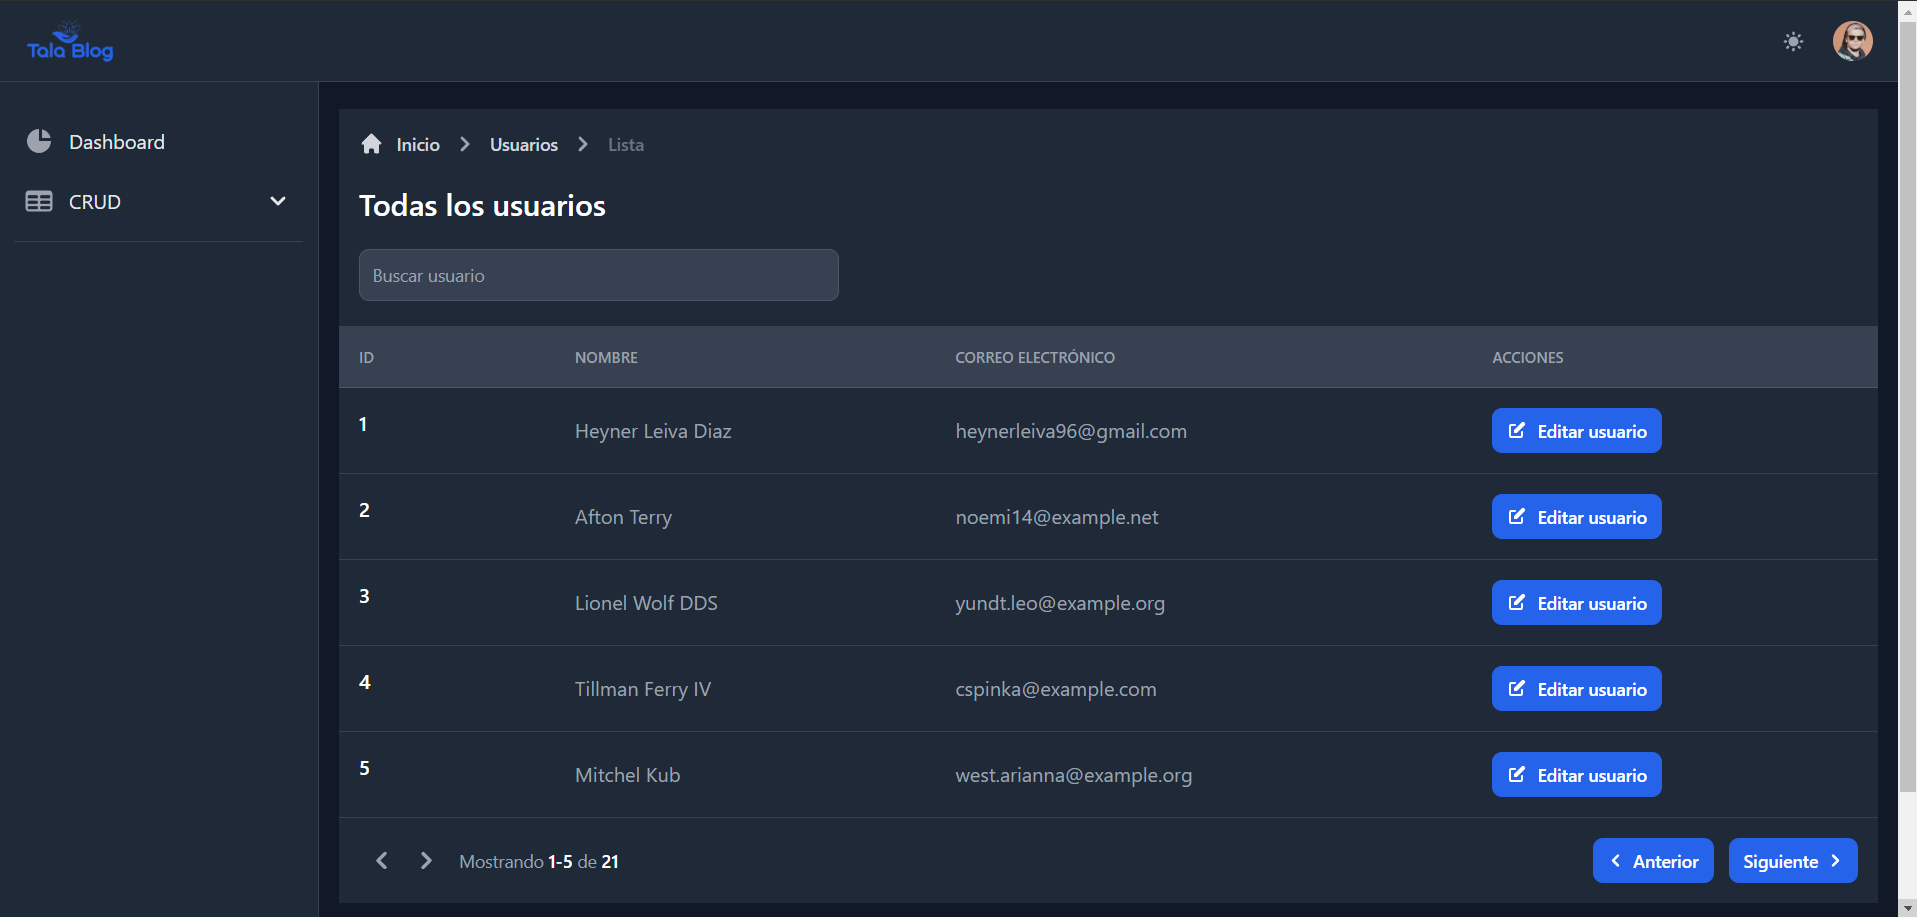 Tala Blog
Dashboard
CRUD
Inicio Usuarios Lista
Todas los usuarios
Buscar usuario
ID NOMBRE CORREO ELECTRÓNICO ACCIONES
1 Heyner Leiva Diaz heynerleiva96@gmail.com Editar usuario
2 Afton Terry noemi14@example.net Editar usuario
3 Lionel Wolf DDS yundt.leo@example.org Editar usuario
4 Tillman Ferry IV cspinka@example.com Editar usuario
5 Mitchel Kub west.arianna@example.org Editar usuario
Mostrando 1-5 de 21 Anterior Siguiente